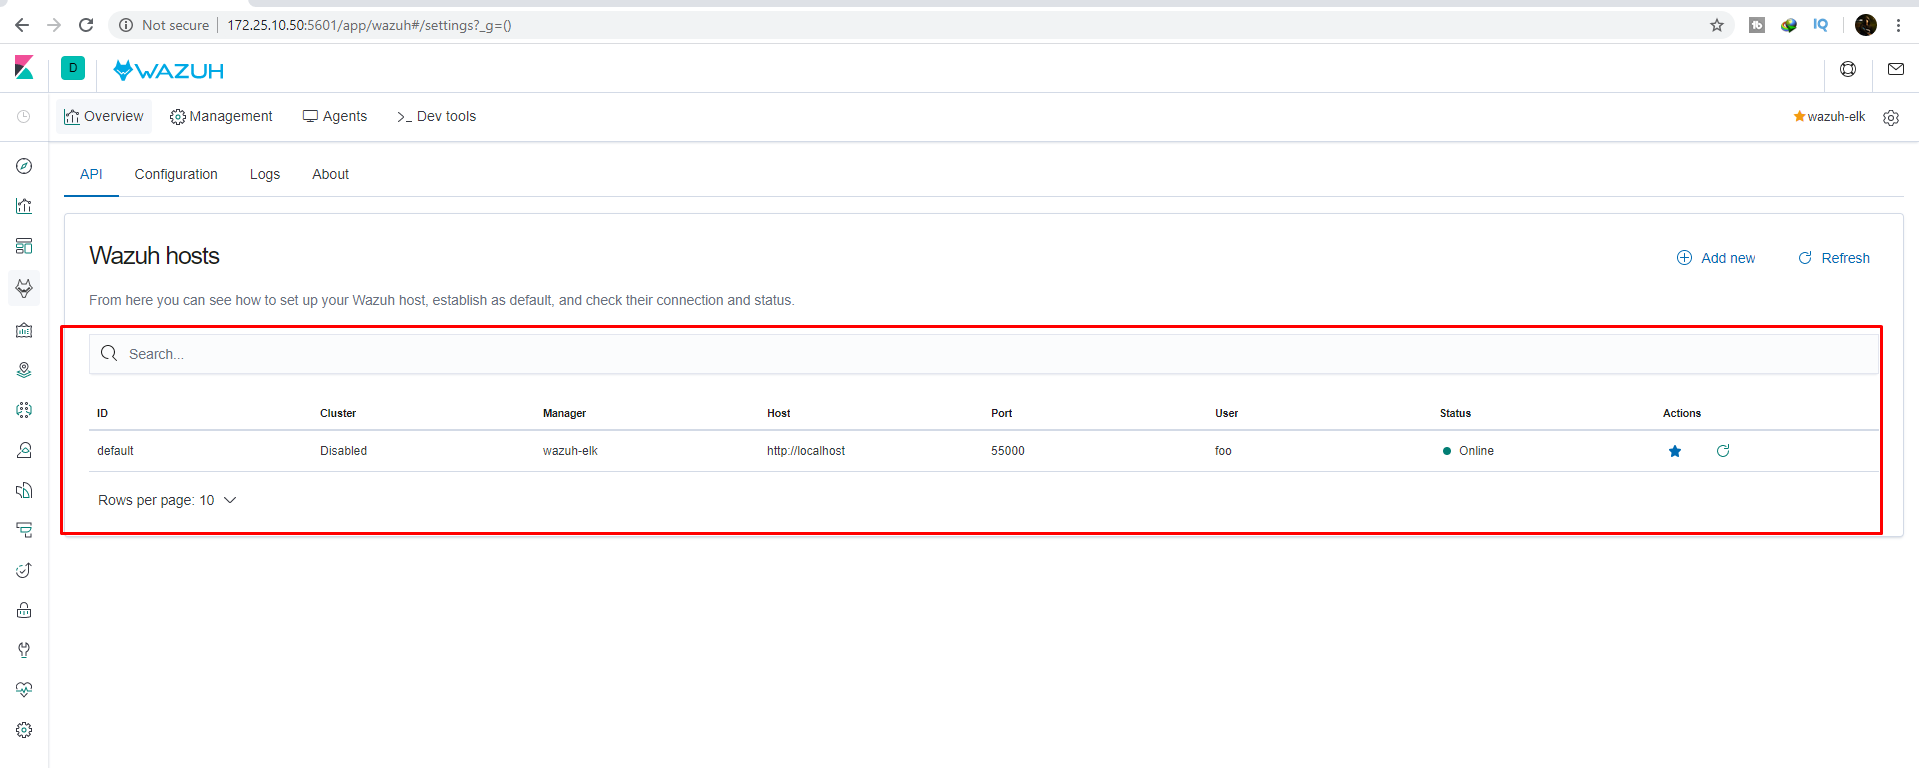 Not secure 172.25.10.50:5601/app/wazuh#/settings?_g=()
tb IQ
D WAZUH
Overview Management Agents >_ Dev tools wazuh-elk
API Configuration Logs About
Wazuh hosts
Add new Refresh
From here you can see how to set up your Wazuh host, establish as default, and check their connection and status.
Search...
ID Cluster Manager Host Port User Status Actions
default Disabled wazuh-elk http://localhost 55000 foo Online
Rows per page: 10